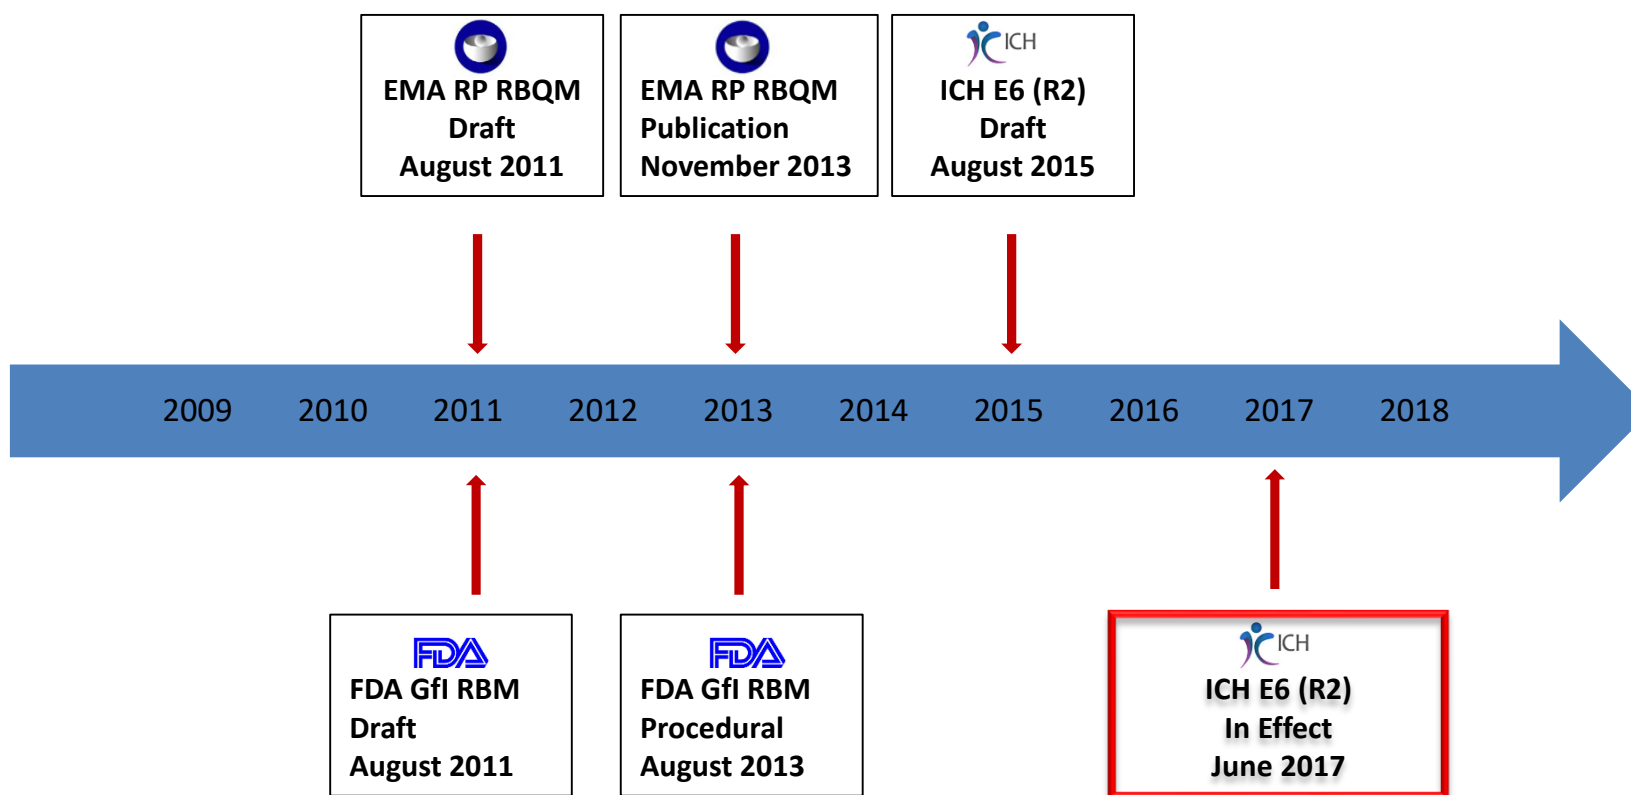 EMA RP RBQM
Draft
August 2011
EMA RP RBQM
Publication
November 2013
ICH
ICH E6 (R2)
Draft
August 2015
2009 2010 2011 2012 2013 2014 2015 2016 2017 2018
FDA
FDA GfI RBM
Draft
August 2011
FDA
FDA GfI RBM
Procedural
August 2013
ICH
ICH E6 (R2)
In Effect
June 2017